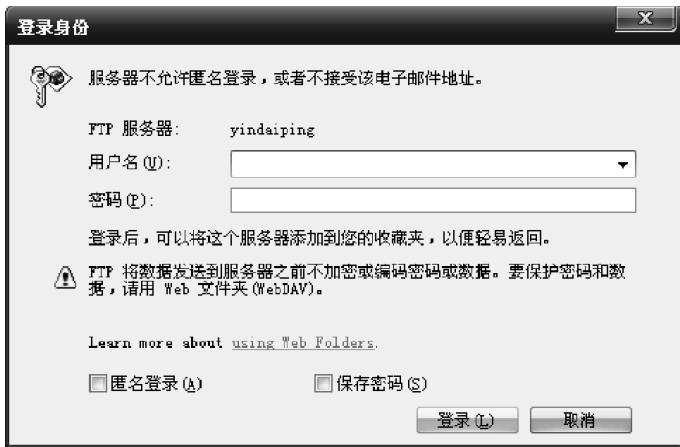 登录身份
服务器不允许匿名登录，或者不接受该电子邮件地址。
FTP 服务器: yindaiping
用户名(U):
密码(P):
登录后，可以将这个服务器添加到您的收藏夹，以便轻易返回。
FTP 将数据发送到服务器之前不加密或编码密码或数据。要保护密码和数
据，请用 Web 文件夹(WebDAV)。
Learn more about using Web Folders.
匿名登录(A) 保存密码(S)
登录(L) 取消